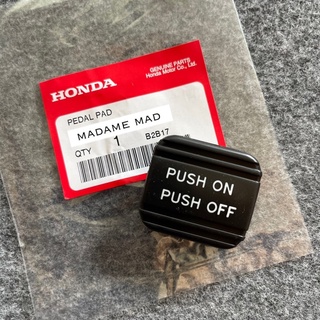 HONDA
GENUINE PARTS
Honda Motor Co., Ltd.
PEDAL PAD
MADAME MAD
QTY 1 B2B17
PUSH ON
PUSH OFF